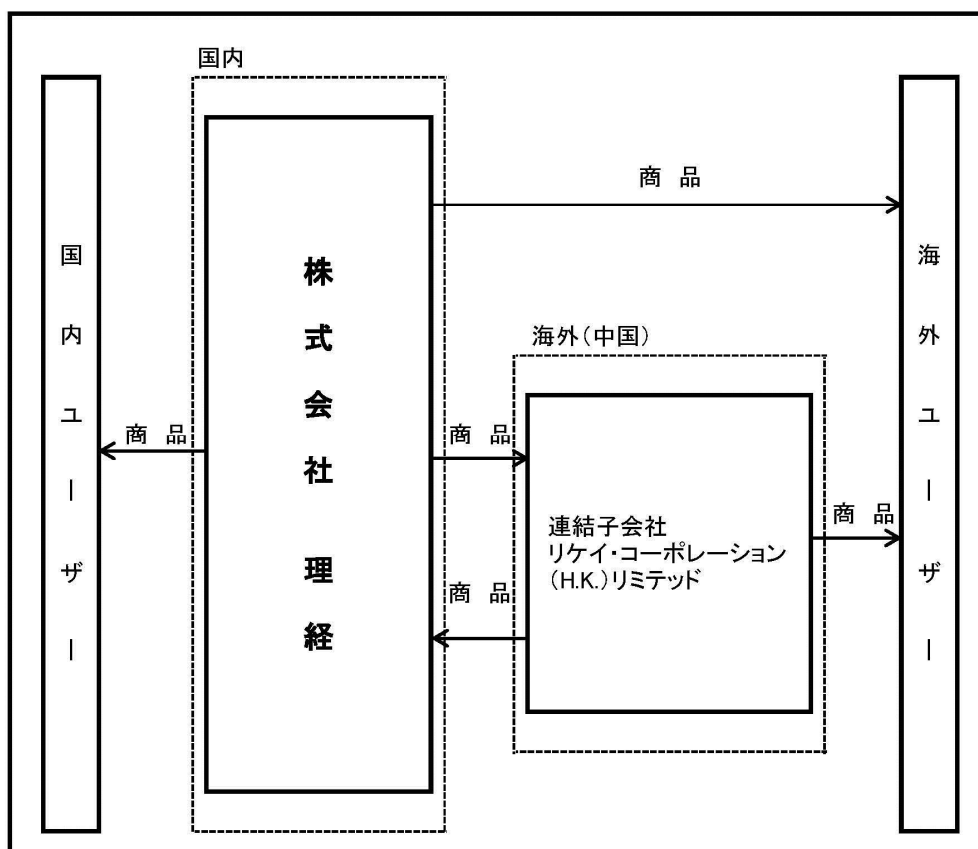 国内
商 品
国内ユーザー
株式会社 理経
海外ユーザー
海外(中国)
商 品
商 品
商 品
連結子会社
リケイ・コーポレーション
(H.K.)リミテッド
商 品